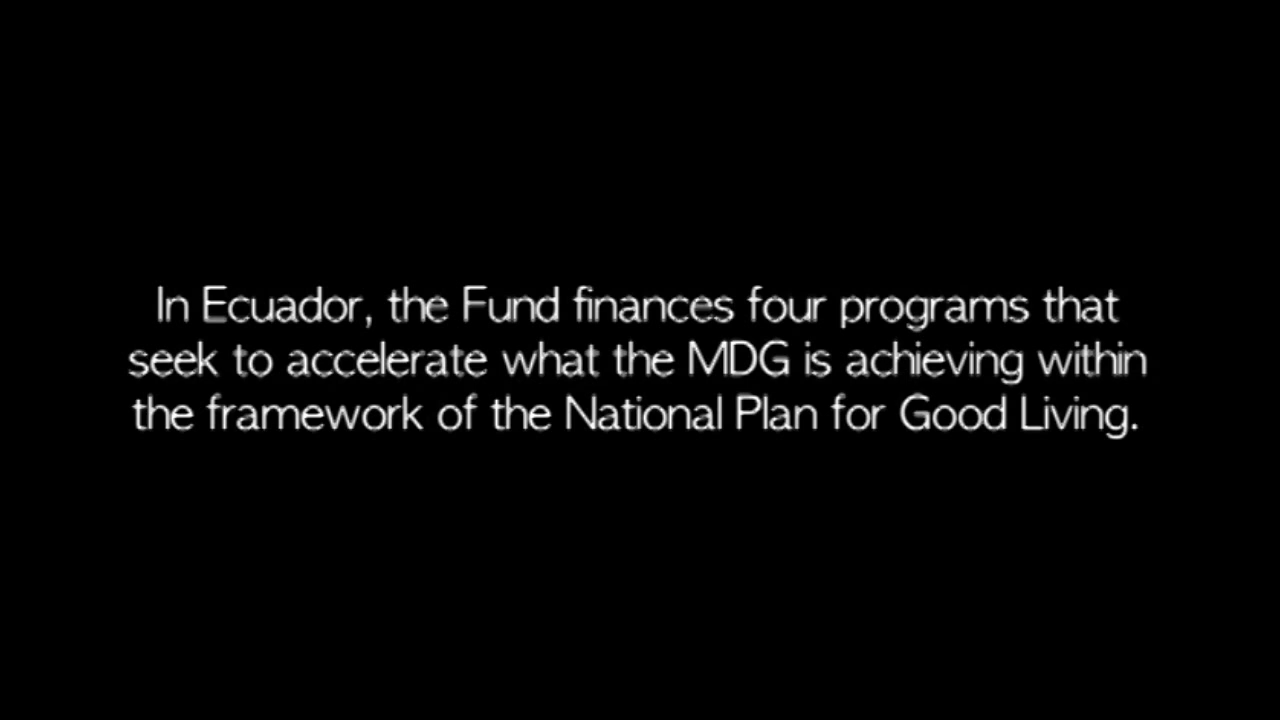 In Ecuador, the Fund finances four programs that
seek to accelerate what the MDG is achieving within
the framework of the National Plan for Good Living.